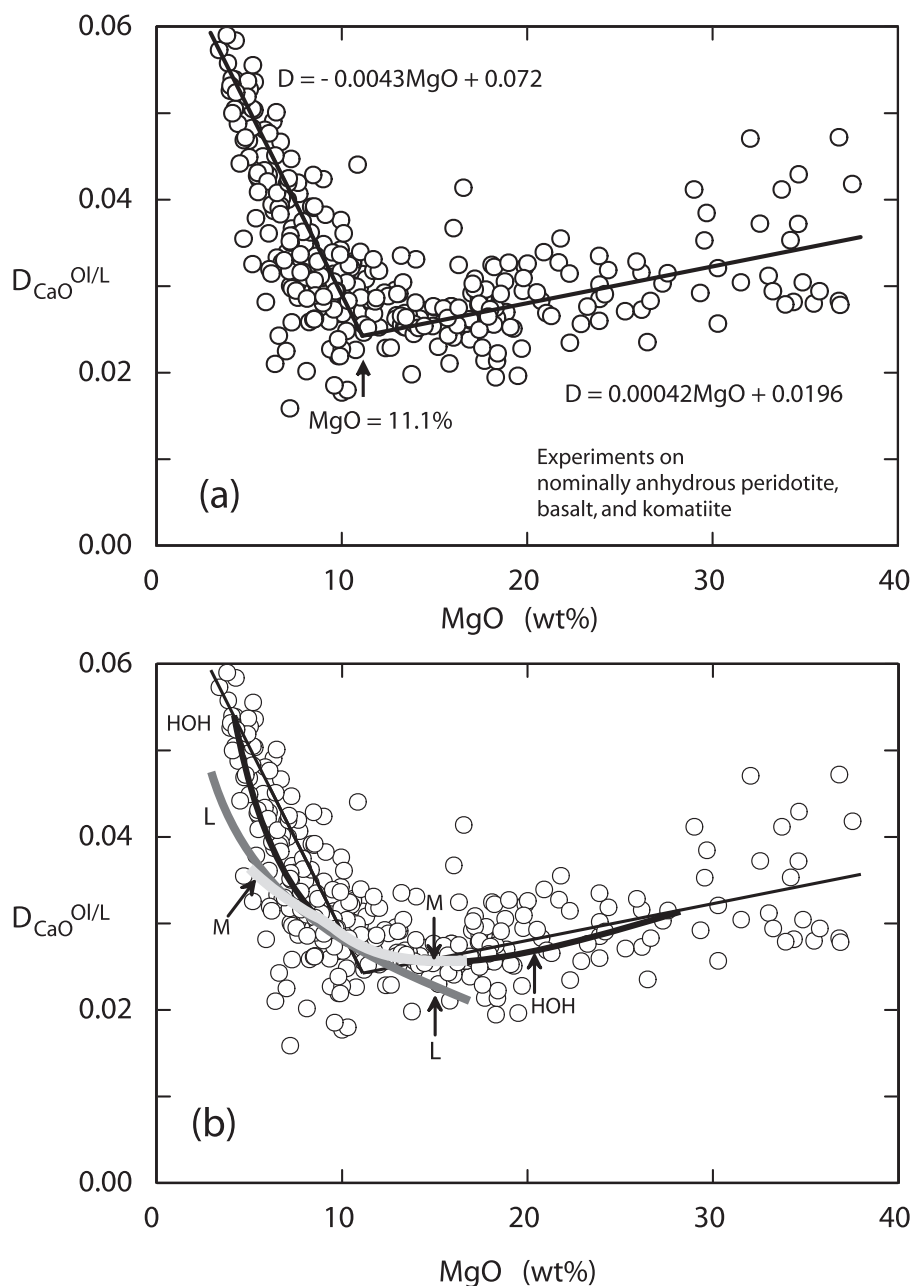 0.06
D = - 0.0043MgO + 0.072
0.04
D CaO Ol/L
0.02
MgO = 11.1%
D = 0.00042MgO + 0.0196
Experiments on
nominally anhydrous peridotite,
basalt, and komatiite
(a)
0.00
0 10 20 30 40
MgO (wt%)
0.06
HOH
L
0.04
M
M
D CaO Ol/L
HOH
0.02
L
(b)
0.00
0 10 20 30 40
MgO (wt%)